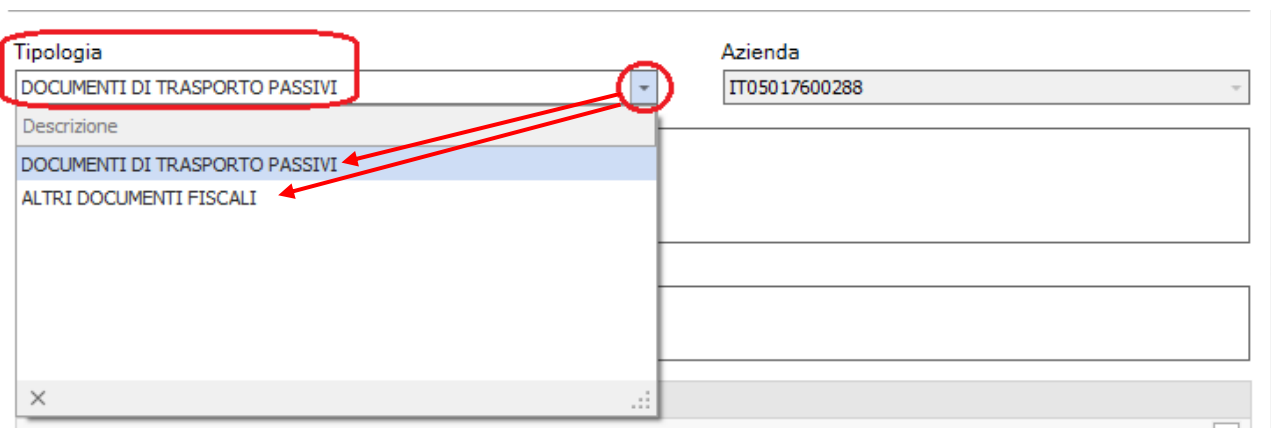 Tipologia
Azienda
DOCUMENTI DI TRASPORTO PASSIVI
IT05017600288
Descrizione
DOCUMENTI DI TRASPORTO PASSIVI
ALTRI DOCUMENTI FISCALI